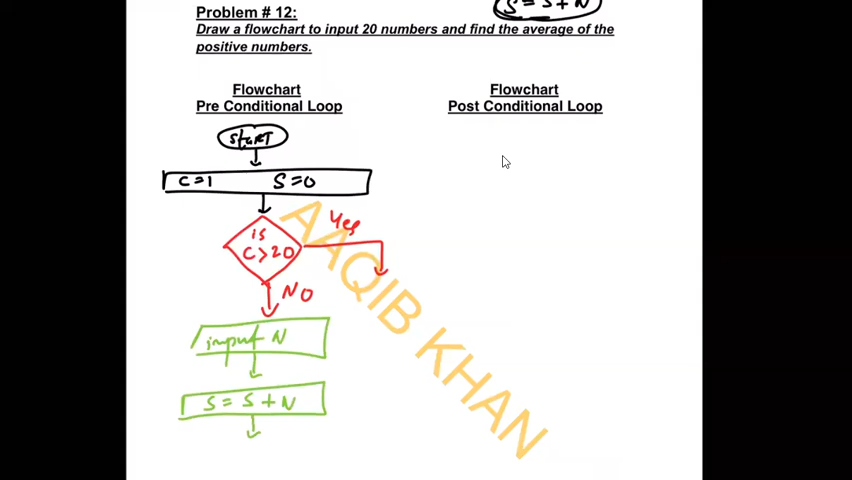 S = S + N
Problem # 12:
Draw a flowchart to input 20 numbers and find the average of the
positive numbers.
Flowchart
Pre Conditional Loop
Flowchart
Post Conditional Loop
START
C=1 S=0
is
C>20
Yes
NO
input N
S = S + N
AAQIB KHAN